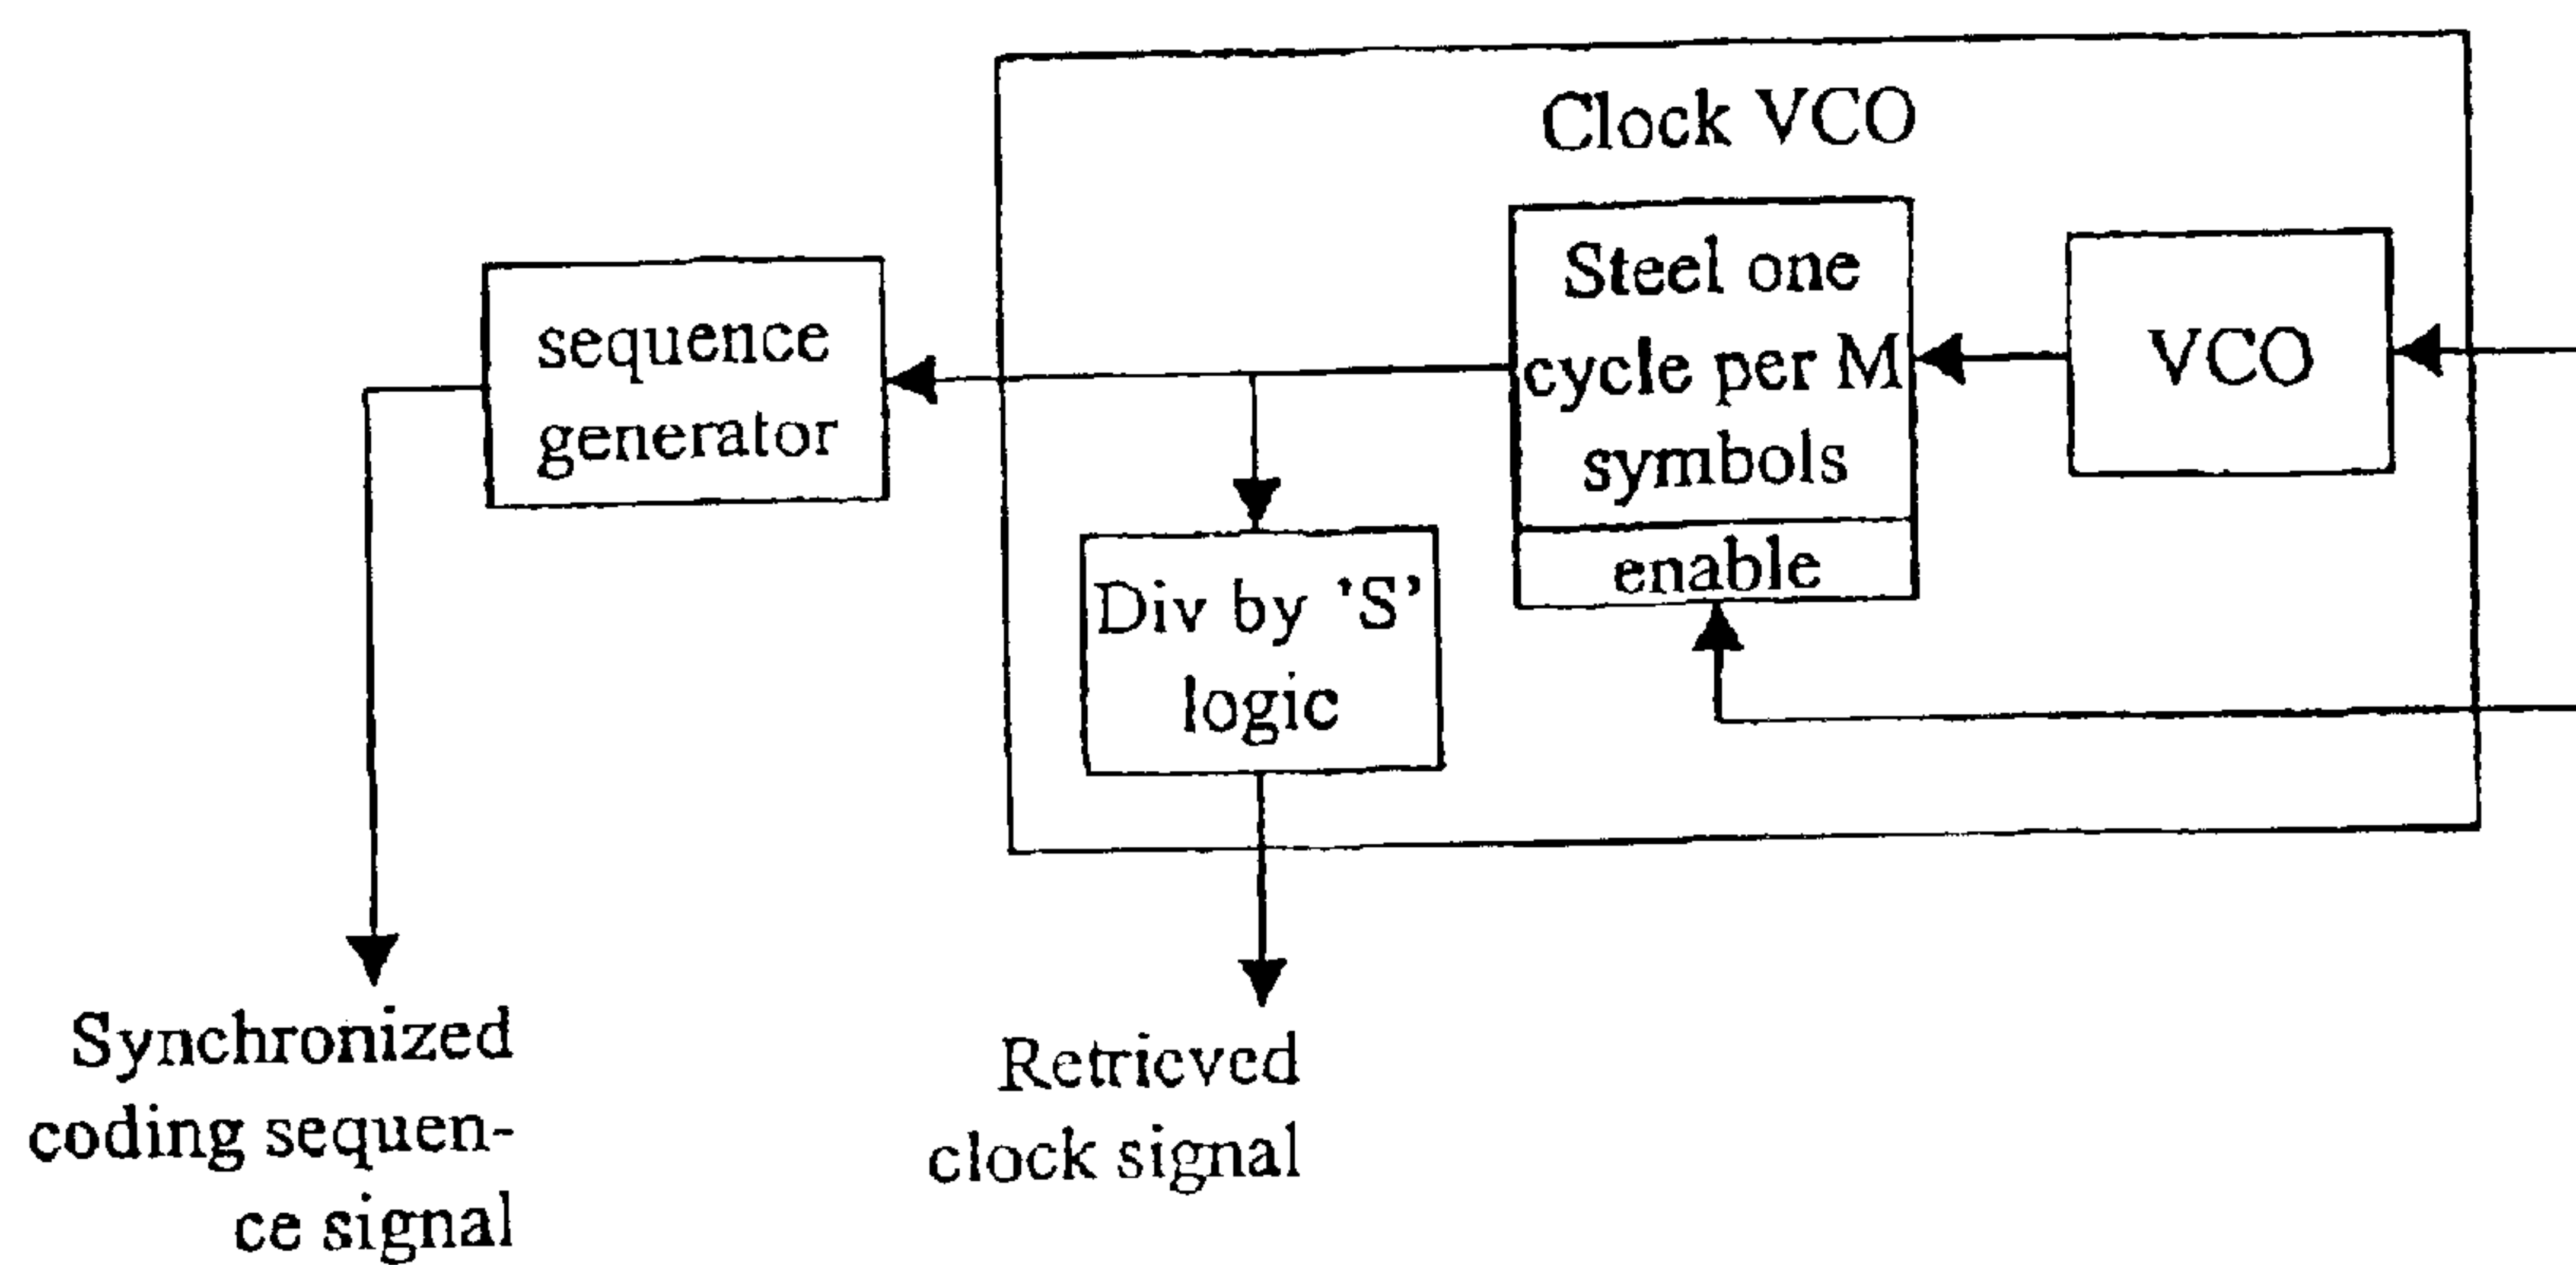 Clock VCO
sequence
generator
Steel one
cycle per M
symbols
enable
VCO
Div by 'S'
logic
Synchronized
coding sequen-
ce signal
Retrieved
clock signal